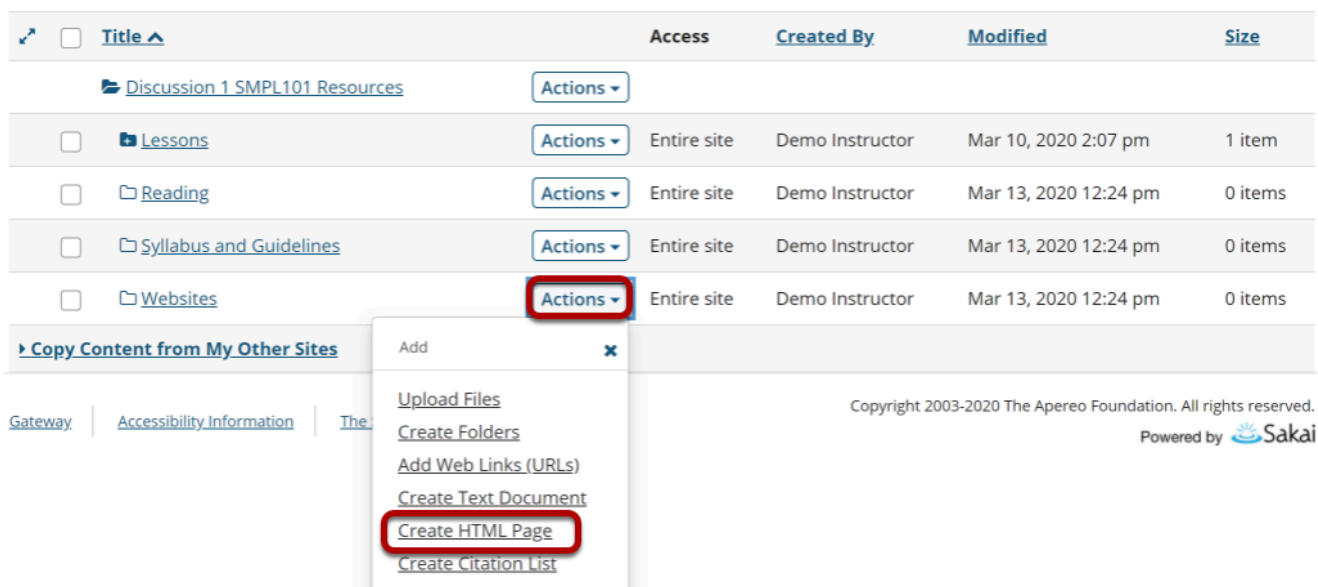 Title Access Created By Modified Size
Discussion 1 SMPL101 Resources Actions
Lessons Actions Entire site Demo Instructor Mar 10, 2020 2:07 pm 1 item
Reading Actions Entire site Demo Instructor Mar 13, 2020 12:24 pm 0 items
Syllabus and Guidelines Actions Entire site Demo Instructor Mar 13, 2020 12:24 pm 0 items
Websites Actions Entire site Demo Instructor Mar 13, 2020 12:24 pm 0 items
Copy Content from My Other Sites
Add
Upload Files
Create Folders
Add Web Links (URLs)
Create Text Document
Create HTML Page
Create Citation List
Gateway Accessibility Information The
Copyright 2003-2020 The Apereo Foundation. All rights reserved.
Powered by Sakai